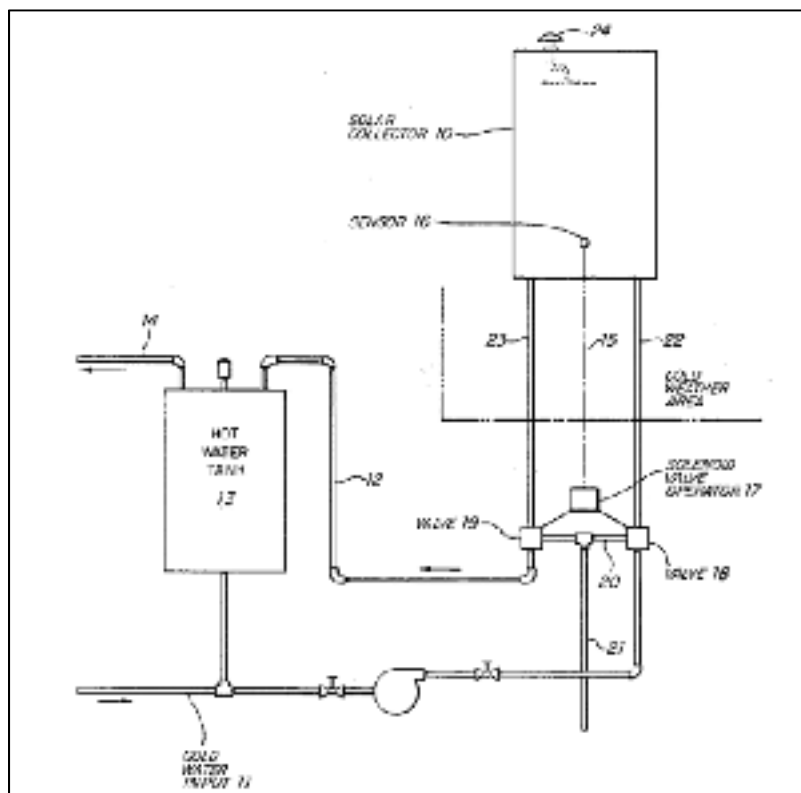 24
SOLAR
COLLECTOR 10
SENSOR 16
14
23
15
22
COLD
WEATHER
AREA
HOT
WATER
TANK
13
12
SOLENOID
VALVE
OPERATOR 17
VALVE 19
20
VALVE 18
21
COLD
WATER
INPUT 11